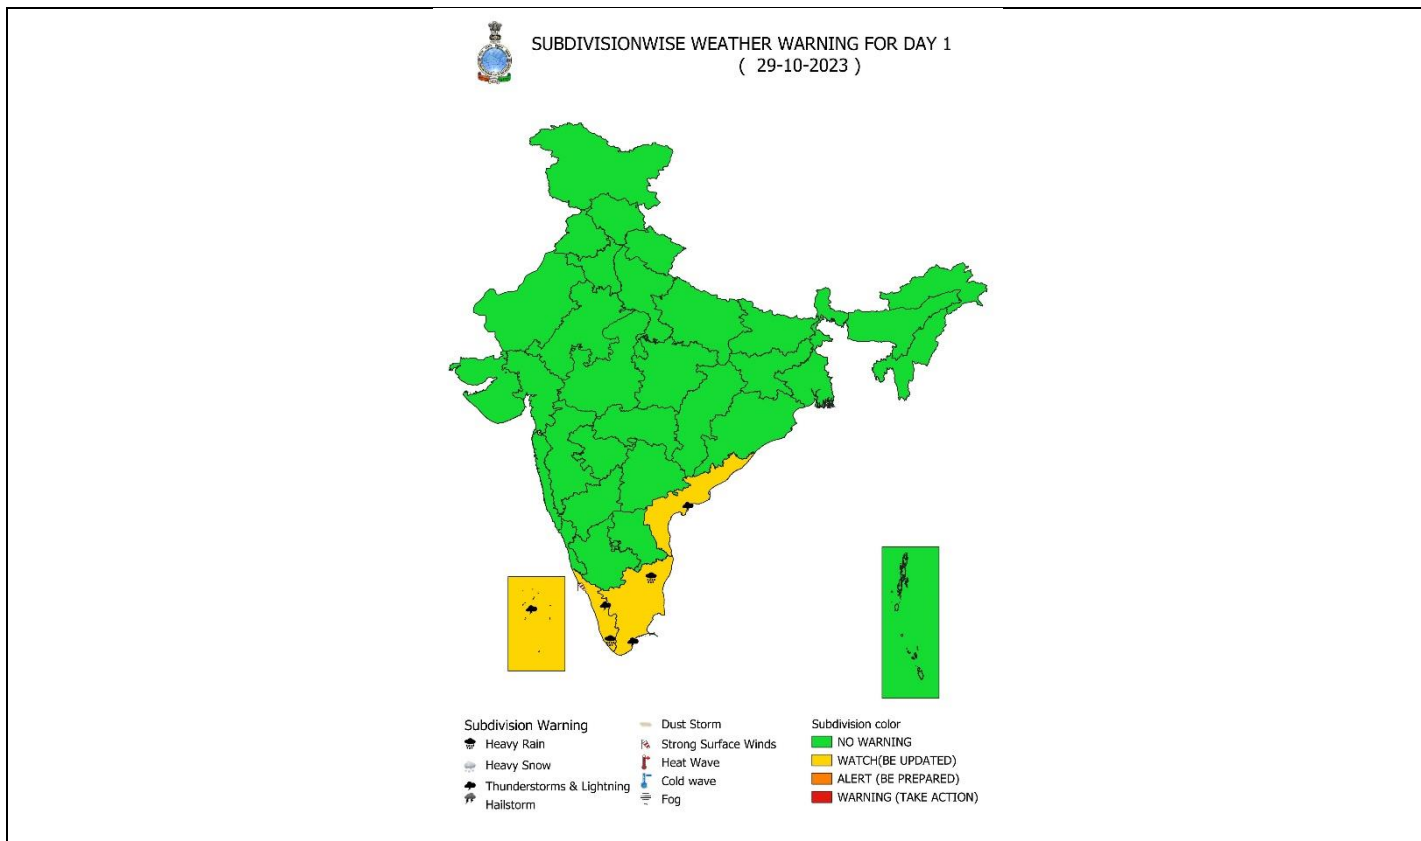 SUBDIVISIONWISE WEATHER WARNING FOR DAY 1
( 29-10-2023 )
Subdivision Warning
Heavy Rain
Heavy Snow
Thunderstorms & Lightning
Hailstorm
Dust Storm
Strong Surface Winds
Heat Wave
Cold wave
Fog
Subdivision color
NO WARNING
WATCH(BE UPDATED)
ALERT (BE PREPARED)
WARNING (TAKE ACTION)